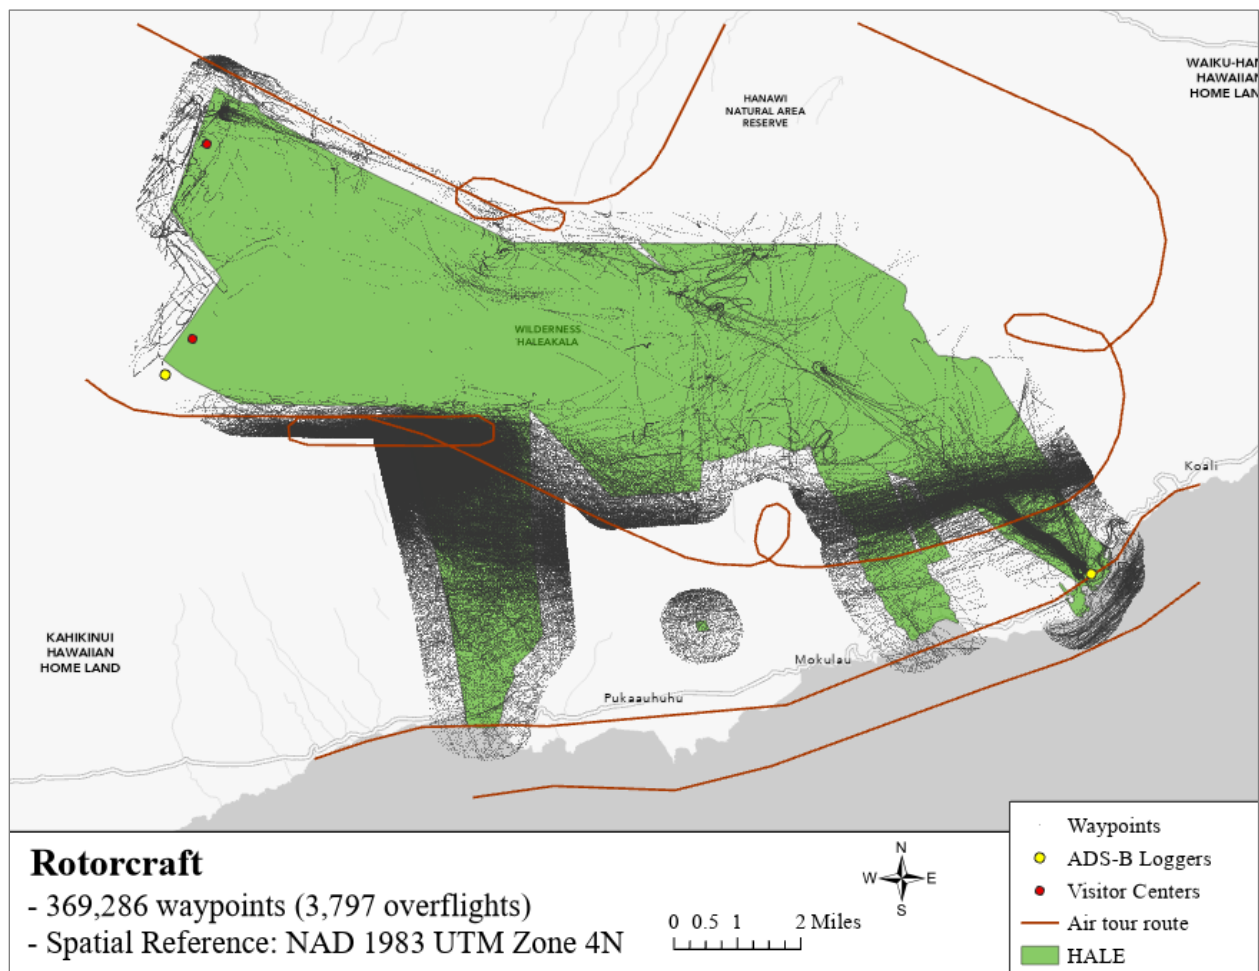 WAIKU-HAN
HAWAIIAN
HOME LAN
HANAWI
NATURAL AREA
RESERVE
WILDERNESS
HALEAKALA
Koali
KAHIKINUI
HAWAIIAN
HOME LAND
Mokulau
Pukaauhuhu
Rotorcraft
- 369,286 waypoints (3,797 overflights)
- Spatial Reference: NAD 1983 UTM Zone 4N
N
W E
S
0 0.5 1 2 Miles
Waypoints
ADS-B Loggers
Visitor Centers
Air tour route
HALE